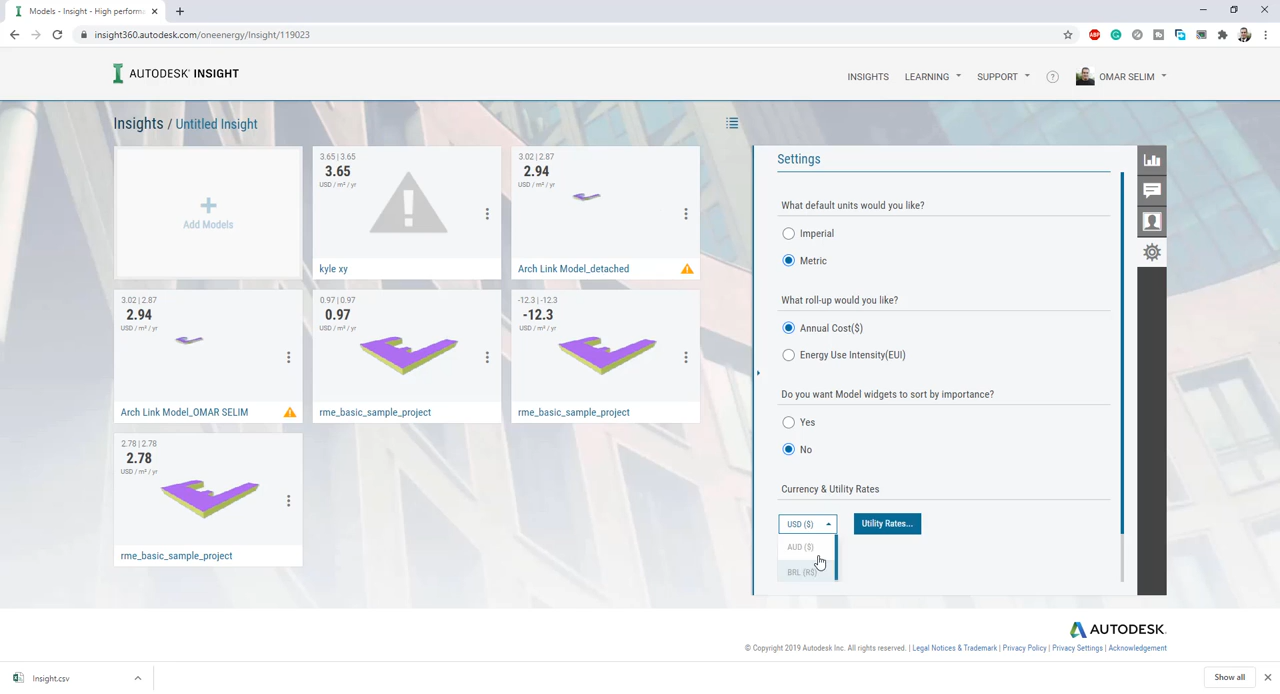 Models - Insight - High perform
insight360.autodesk.com/oneenergy/Insight/119023
ABP
AUTODESK® INSIGHT
INSIGHTS
LEARNING
SUPPORT
?
OMAR SELIM
Insights / Untitled Insight
Add Models
3.65 | 3.65
3.65
USD / m² / yr
kyle xy
3.02 | 2.87
2.94
USD / m² / yr
Arch Link Model_detached
3.02 | 2.87
2.94
USD / m² / yr
Arch Link Model_OMAR SELIM
0.97 | 0.97
0.97
USD / m² / yr
rme_basic_sample_project
-12.3 | -12.3
-12.3
USD / m² / yr
rme_basic_sample_project
2.78 | 2.78
2.78
USD / m² / yr
rme_basic_sample_project
Settings
What default units would you like?
Imperial
Metric
What roll-up would you like?
Annual Cost($)
Energy Use Intensity(EUI)
Do you want Model widgets to sort by importance?
Yes
No
Currency & Utility Rates
USD ($)
Utility Rates...
AUD ($)
BRL (R$)
AUTODESK.
© Copyright 2019 Autodesk Inc. All rights reserved. | Legal Notices & Trademark | Privacy Policy | Privacy Settings | Acknowledgement
Insight.csv
Show all